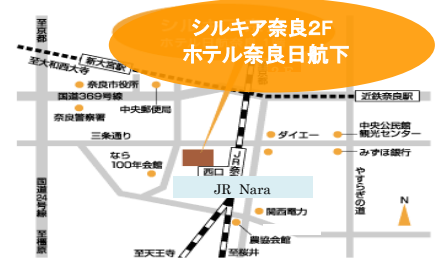 シルキア奈良2F
ホテル奈良日航下
至京都
至大和西大寺
新大宮駅
近鉄奈良駅
奈良市役所
国道369号線
中央郵便局
奈良警察署
三条通り
ダイエー
中央公民館
観光センター
みずほ銀行
なら
100年会館
西口
JR Nara
国道24号線
やすらぎの道
関西電力
農協会館
至橿原
至天王寺
至桜井
N